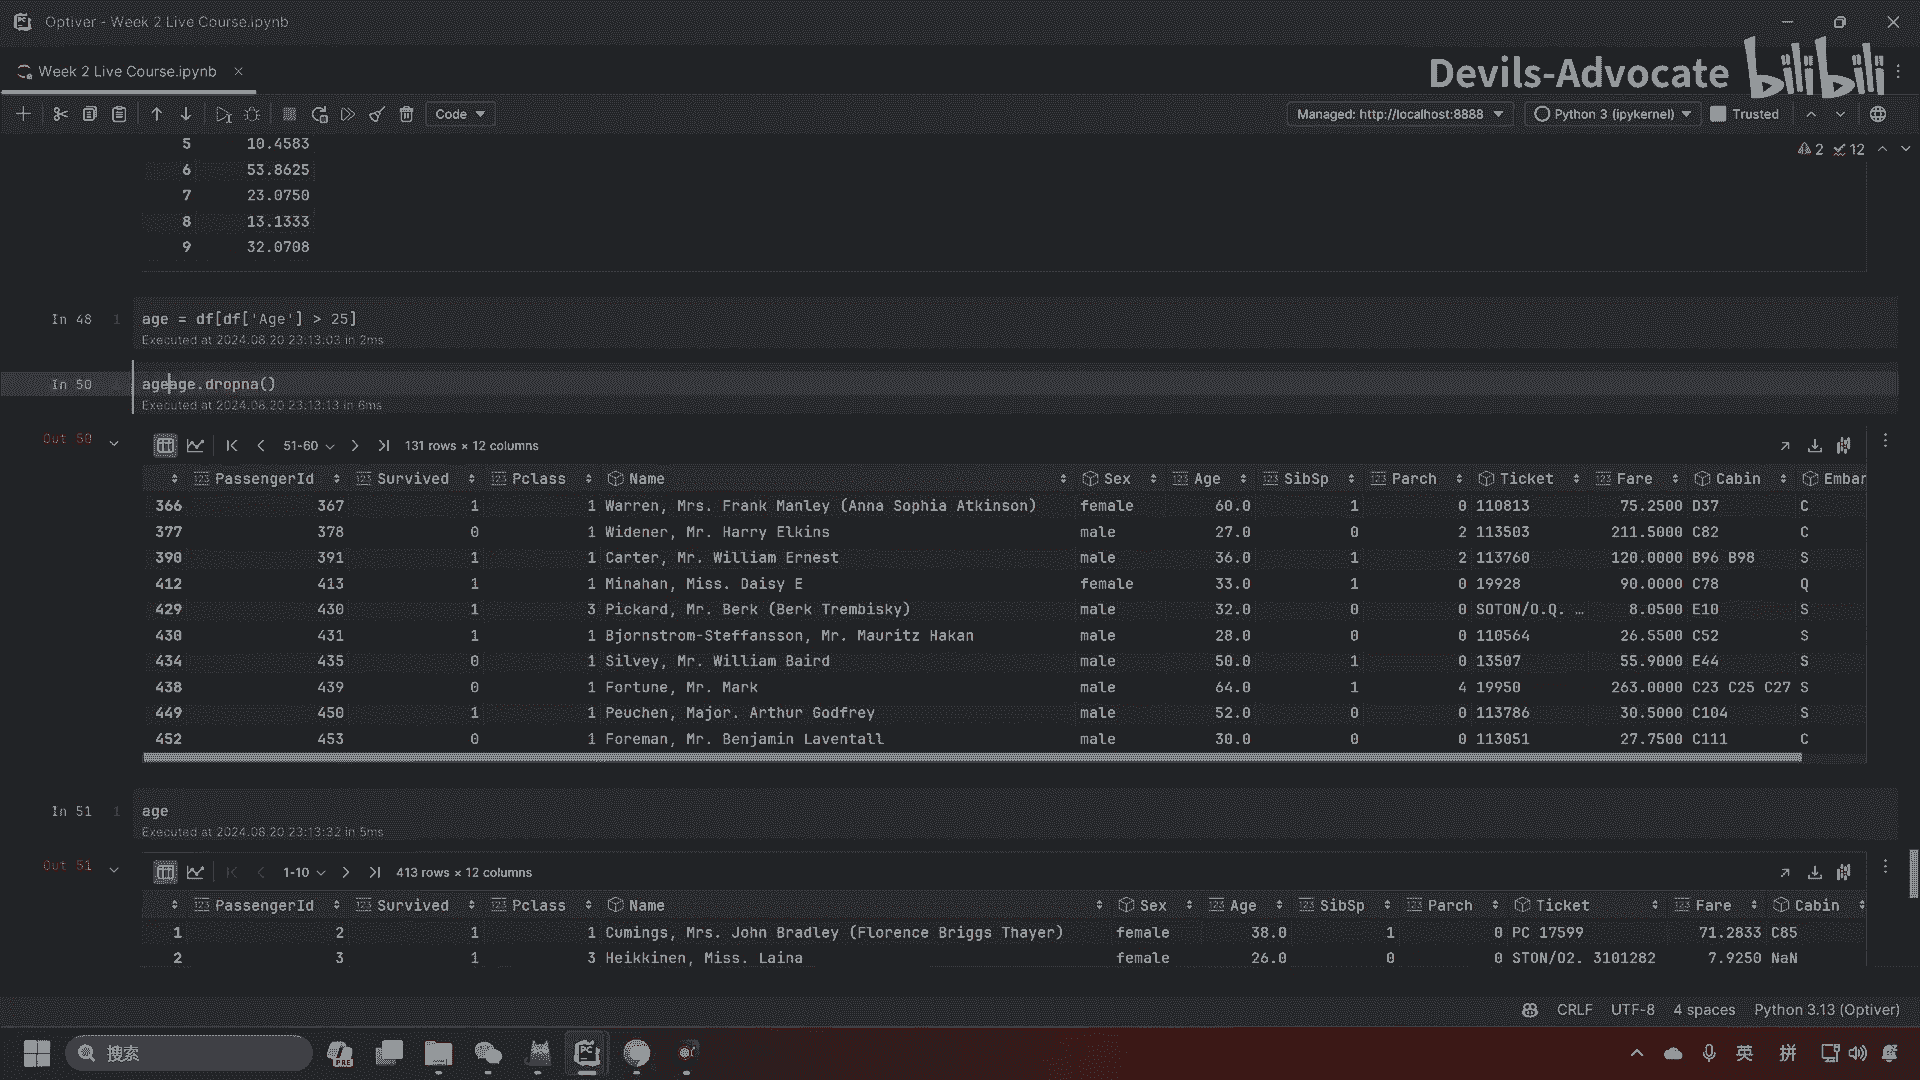 Optiver - Week 2 Live Course.ipynb
Week 2 Live Course.ipynb
Devils-Advocate bilibili
Code
Managed: http://localhost:8888 Python 3 (ipykernel) Trusted
2 12
5 10.4583
6 53.8625
7 23.0750
8 13.1333
9 32.0708
In 48 1 age = df[df['Age'] > 25]
Executed at 2024.08.20 23:13:03 in 2ms
In 50 ageage.dropna()
Executed at 2024.08.20 23:13:13 in 6ms
Out 50 51-60 131 rows × 12 columns
PassengerId Survived Pclass Name Sex Age SibSp Parch Ticket Fare Cabin Embar
366 367 1 1 Warren, Mrs. Frank Manley (Anna Sophia Atkinson) female 60.0 1 0 110813 75.2500 D37 C
377 378 0 1 Widener, Mr. Harry Elkins male 27.0 0 2 113503 211.5000 C82 C
390 391 1 1 Carter, Mr. William Ernest male 36.0 1 2 113760 120.0000 B96 B98 S
412 413 1 1 Minahan, Miss. Daisy E female 33.0 1 0 19928 90.0000 C78 Q
429 430 1 3 Pickard, Mr. Berk (Berk Trembisky) male 32.0 0 0 SOTON/O.Q. … 8.0500 E10 S
430 431 1 1 Bjornstrom-Steffansson, Mr. Mauritz Hakan male 28.0 0 0 110564 26.5500 C52 S
434 435 0 1 Silvey, Mr. William Baird male 50.0 1 0 13507 55.9000 E44 S
438 439 0 1 Fortune, Mr. Mark male 64.0 1 4 19950 263.0000 C23 C25 C27 S
449 450 1 1 Peuchen, Major. Arthur Godfrey male 52.0 0 0 113786 30.5000 C104 S
452 453 0 1 Foreman, Mr. Benjamin Laventall male 30.0 0 0 113051 27.7500 C111 C
In 51 1 age
Executed at 2024.08.20 23:13:32 in 5ms
Out 51 1-10 413 rows × 12 columns
PassengerId Survived Pclass Name Sex Age SibSp Parch Ticket Fare Cabin
1 2 1 1 Cumings, Mrs. John Bradley (Florence Briggs Thayer) female 38.0 1 0 PC 17599 71.2833 C85
2 3 1 3 Heikkinen, Miss. Laina female 26.0 0 0 STON/O2. 3101282 7.9250 NaN
CRLF UTF-8 4 spaces Python 3.13 (Optiver)
搜索 英 拼